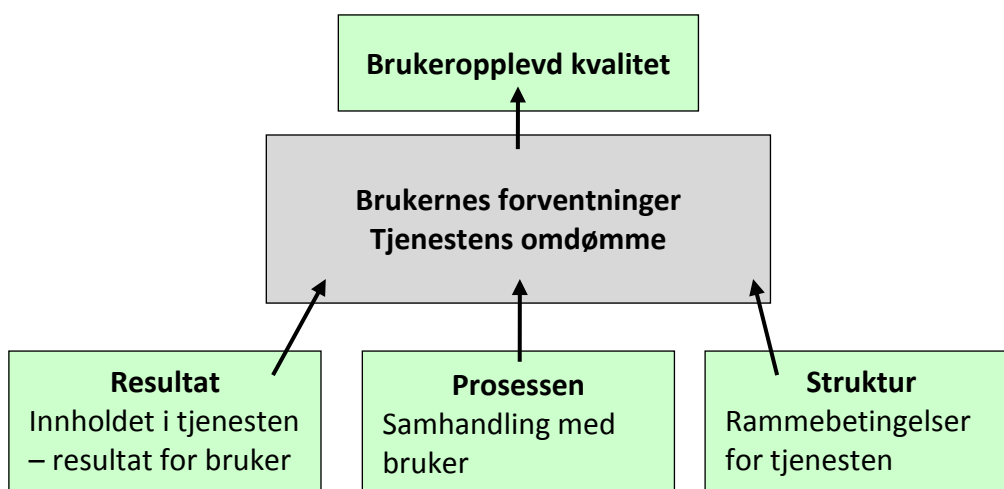 Brukeropplevd kvalitet
Brukernes forventninger
Tjenestens omdømme
Resultat
Innholdet i tjenesten
– resultat for bruker
Prosessen
Samhandling med
bruker
Struktur
Rammebetingelser
for tjenesten